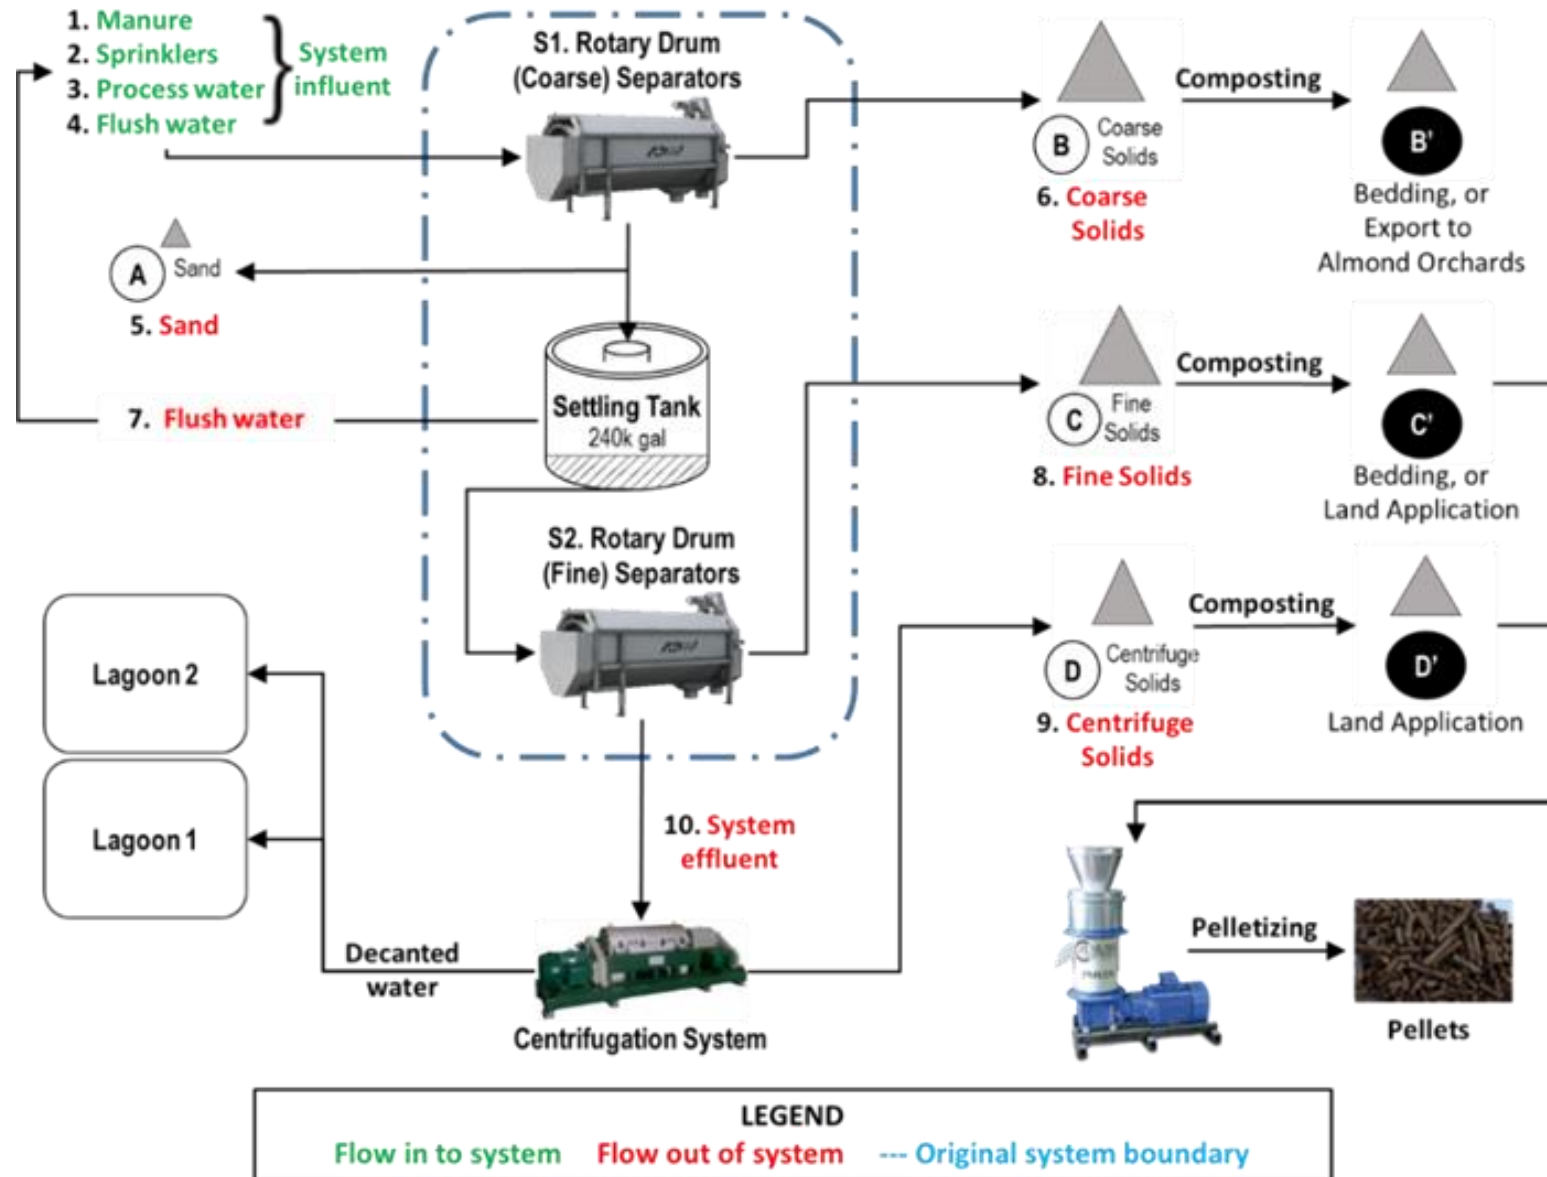 1. Manure
2. Sprinklers
3. Process water
4. Flush water
System
influent
S1. Rotary Drum
(Coarse) Separators
B
Coarse
Solids
6. Coarse
Solids
Composting
B'
Bedding, or
Export to
Almond Orchards
A
Sand
5. Sand
7. Flush water
Settling Tank
240k gal
C
Fine
Solids
8. Fine Solids
Composting
C'
Bedding, or
Land Application
S2. Rotary Drum
(Fine) Separators
D
Centrifuge
Solids
9. Centrifuge
Solids
Composting
D'
Land Application
Lagoon 2
Lagoon 1
10. System
effluent
Decanted
water
Centrifugation System
Pelletizing
Pellets
LEGEND
Flow in to system Flow out of system --- Original system boundary